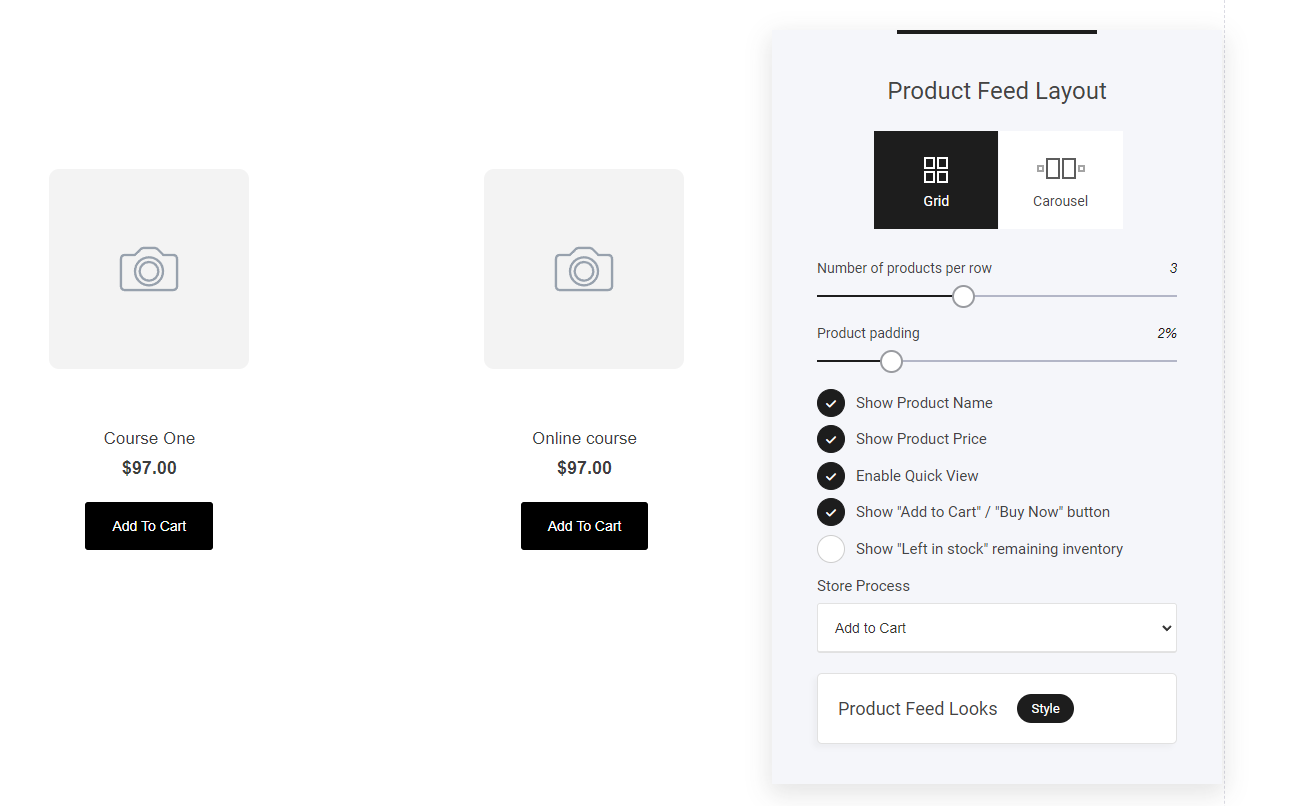 Course One
$97.00
Add To Cart
Online course
$97.00
Add To Cart
Product Feed Layout
Grid
Carousel
Number of products per row 3
Product padding 2%
Show Product Name
Show Product Price
Enable Quick View
Show "Add to Cart" / "Buy Now" button
Show "Left in stock" remaining inventory
Store Process
Add to Cart
Product Feed Looks Style